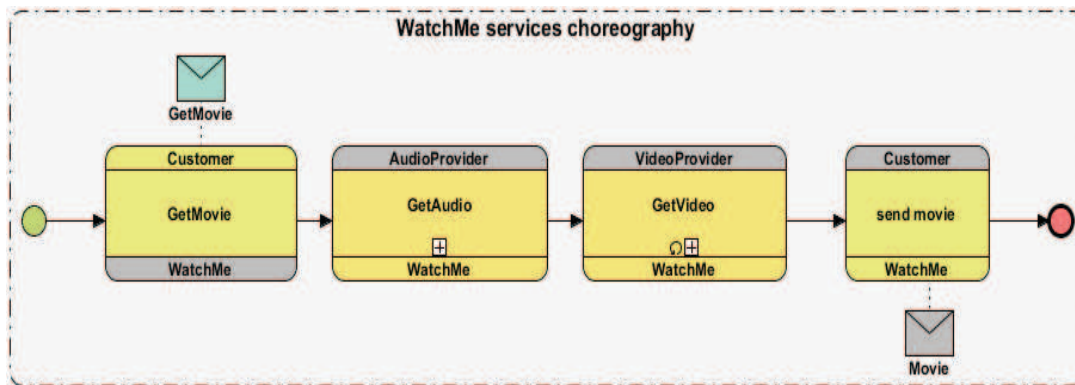 WatchMe services choreography
GetMovie
Customer
GetMovie
WatchMe
AudioProvider
GetAudio
WatchMe
VideoProvider
GetVideo
WatchMe
Customer
send movie
WatchMe
Movie